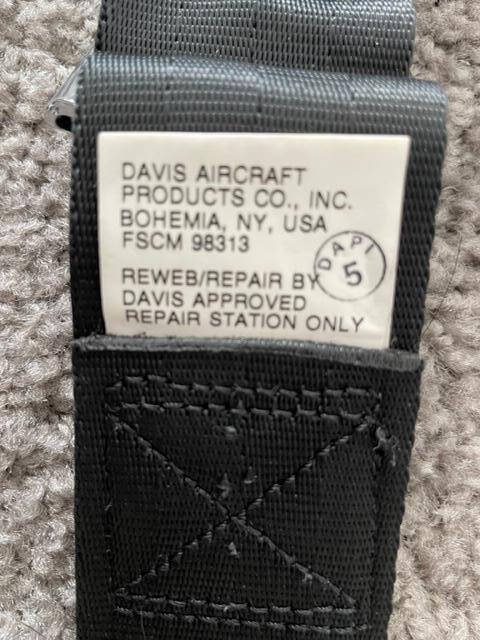 DAVIS AIRCRAFT
PRODUCTS CO., INC.
BOHEMIA, NY, USA
FSCM 98313
DAPI
5
REWEB/REPAIR BY
DAVIS APPROVED
REPAIR STATION ONLY